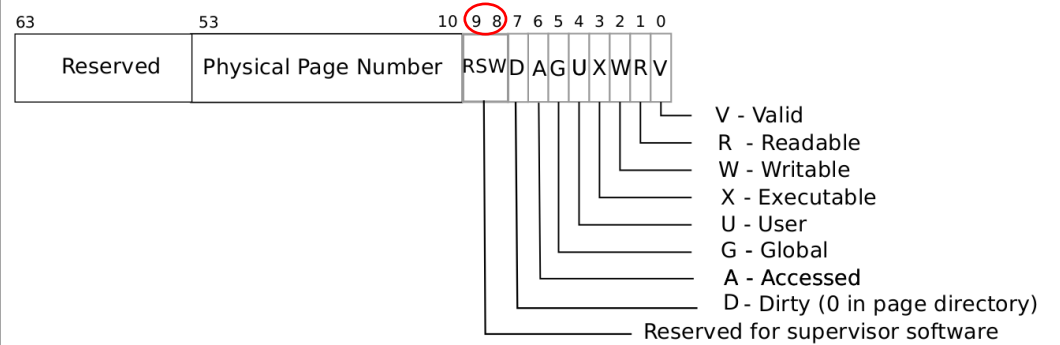 63 53 10 9 8 7 6 5 4 3 2 1 0
Reserved Physical Page Number RSW D A G U X W R V
V - Valid
R - Readable
W - Writable
X - Executable
U - User
G - Global
A - Accessed
D - Dirty (0 in page directory)
Reserved for supervisor software